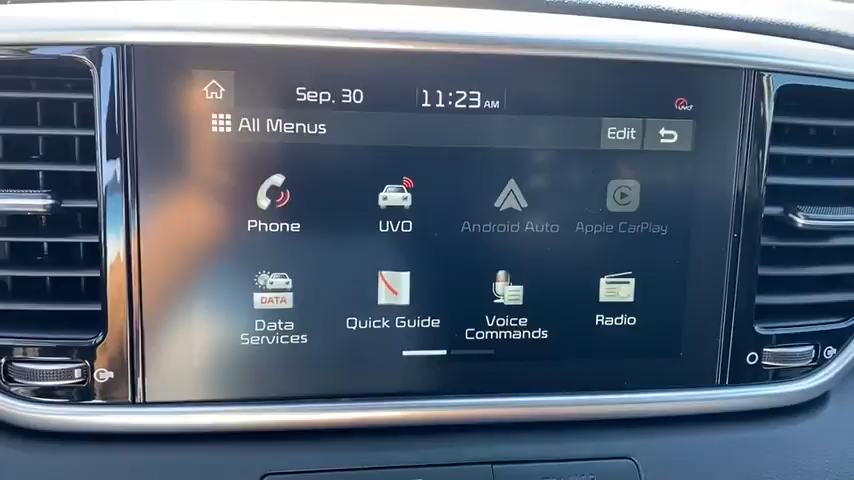 Sep. 30
11:23 AM
All Menus
Edit
Phone
UVO
Android Auto
Apple CarPlay
DATA
Data
Services
Quick Guide
Voice
Commands
Radio